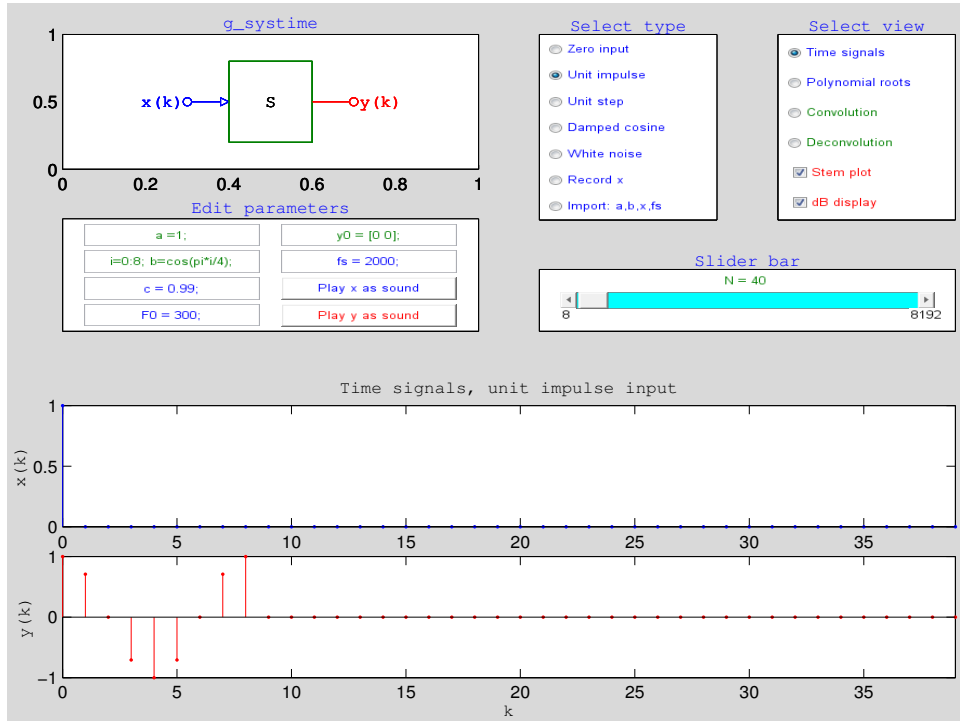 g_systime
1
0.5
0
0
0.2
0.4
0.6
0.8
1
x(k)
S
y(k)
Select type
Zero input
Unit impulse
Unit step
Damped cosine
White noise
Record x
Import: a,b,x,fs
Select view
Time signals
Polynomial roots
Convolution
Deconvolution
Stem plot
dB display
Edit parameters
a =1;
y0 = [0 0];
i=0:8; b=cos(pi*i/4);
fs = 2000;
c = 0.99;
Play x as sound
F0 = 300;
Play y as sound
Slider bar
N = 40
8
8192
Time signals, unit impulse input
1
0.5
0
x(k)
0
5
10
15
20
25
30
35
1
0
−1
y(k)
0
5
10
15
20
25
30
35
k